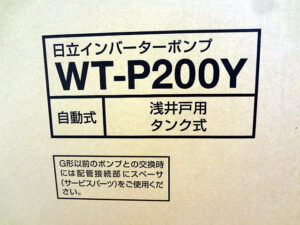 日立インバーターポンプ
WT-P200Y
自動式
浅井戸用
タンク式
G形以前のポンプとの交換時
には配管接続部にスペーサ
(サービスパーツ)をご使用くだ
さい。